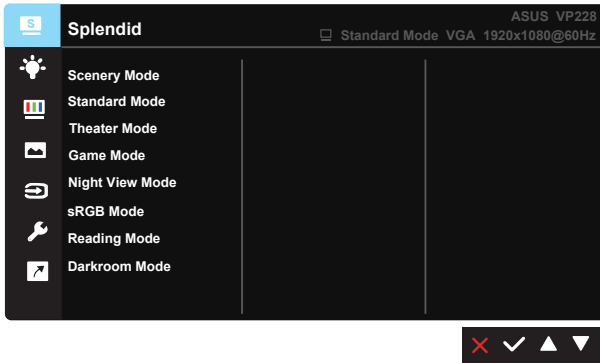 S
Splendid
ASUS VP228
Standard Mode VGA 1920x1080@60Hz
Scenery Mode
Standard Mode
Theater Mode
Game Mode
Night View Mode
sRGB Mode
Reading Mode
Darkroom Mode